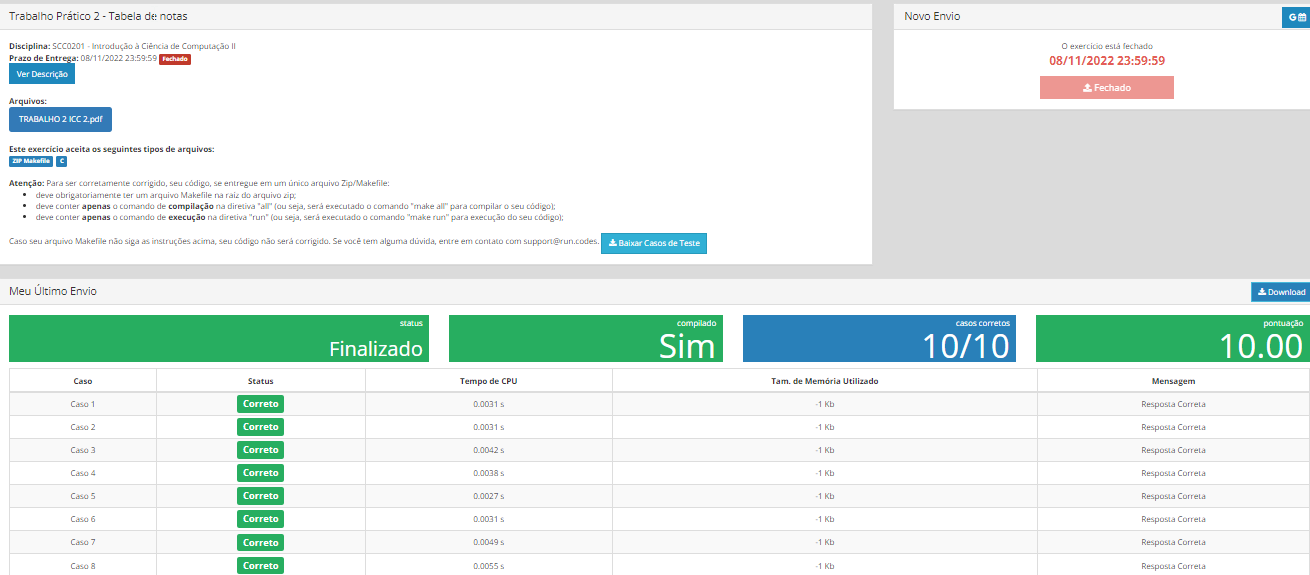 Trabalho Prático 2 - Tabela de notas
Disciplina: SCC0201 - Introdução à Ciência de Computação II
Prazo de Entrega: 08/11/2022 23:59:59 Fechado
Ver Descrição
Arquivos:
TRABALHO 2 ICC 2.pdf
Este exercício aceita os seguintes tipos de arquivos:
ZIP Makefile C
Atenção: Para ser corretamente corrigido, seu código, se entregue em um único arquivo Zip/Makefile:
deve obrigatoriamente ter um arquivo Makefile na raíz do arquivo zip;
deve conter apenas o comando de compilação na diretiva "all" (ou seja, será executado o comando "make all" para compilar o seu código);
deve conter apenas o comando de execução na diretiva "run" (ou seja, será executado o comando "make run" para execução do seu código);
Caso seu arquivo Makefile não siga as instruções acima, seu código não será corrigido. Se você tem alguma dúvida, entre em contato com support@run.codes. Baixar Casos de Teste
Novo Envio
G
O exercício está fechado
08/11/2022 23:59:59
Fechado
Meu Último Envio
Download
status
Finalizado
compilado
Sim
casos corretos
10/10
pontuação
10.00
Caso Status Tempo de CPU Tam. de Memória Utilizado Mensagem
Caso 1 Correto 0.0031 s -1 Kb Resposta Correta
Caso 2 Correto 0.0031 s -1 Kb Resposta Correta
Caso 3 Correto 0.0042 s -1 Kb Resposta Correta
Caso 4 Correto 0.0038 s -1 Kb Resposta Correta
Caso 5 Correto 0.0027 s -1 Kb Resposta Correta
Caso 6 Correto 0.0031 s -1 Kb Resposta Correta
Caso 7 Correto 0.0049 s -1 Kb Resposta Correta
Caso 8 Correto 0.0055 s -1 Kb Resposta Correta